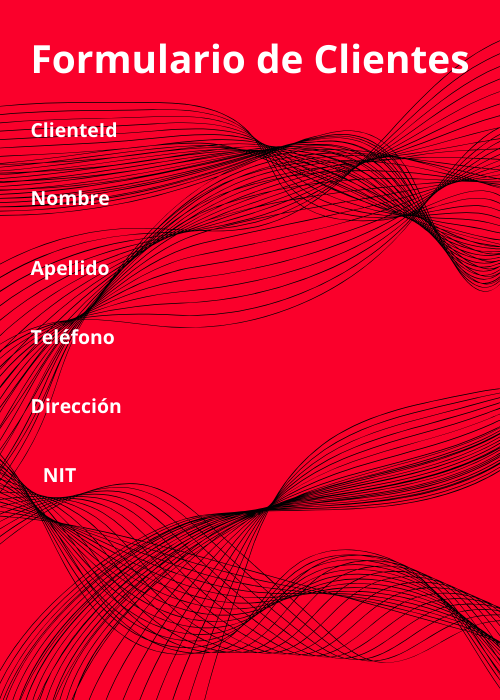 Formulario de Clientes
ClienteId
Nombre
Apellido
Teléfono
Dirección
NIT